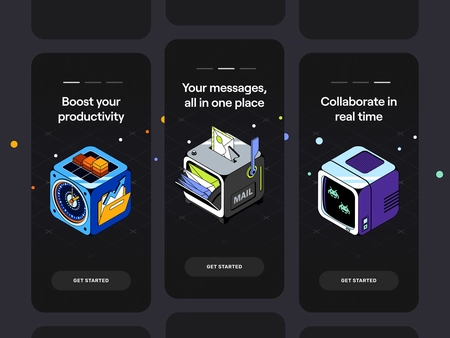 Boost your
productivity
GET STARTED
Your messages,
all in one place
MAIL
GET STARTED
Collaborate in
real time
GET STARTED